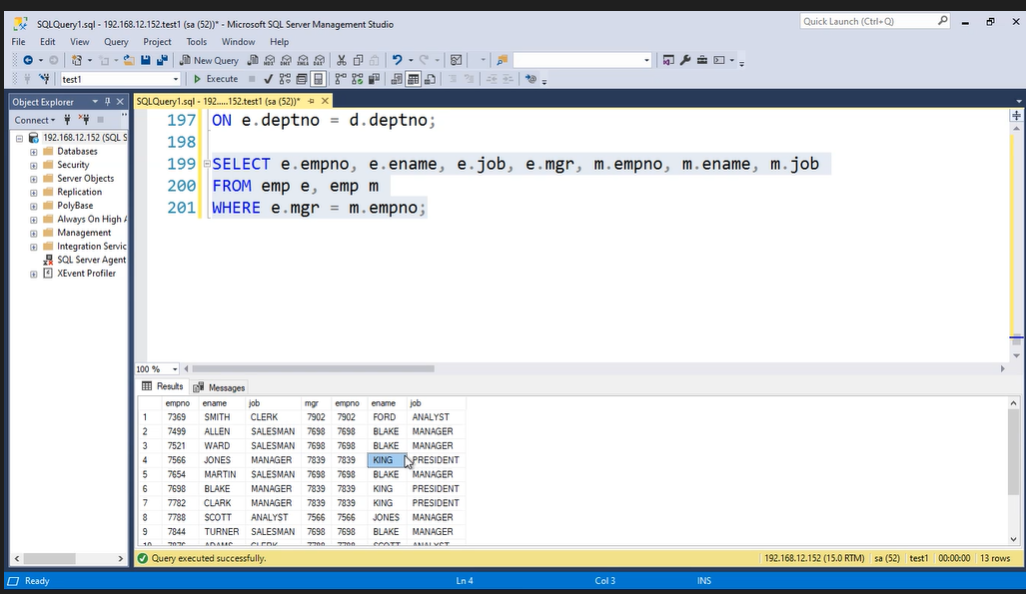 SQLQuery1.sql - 192.168.12.152.test1 (sa (52))* - Microsoft SQL Server Management Studio
Quick Launch (Ctrl+Q)
File Edit View Query Project Tools Window Help
New Query
test1 Execute
Object Explorer
SQLQuery1.sql - 192.....152.test1 (sa (52))*
Connect
192.168.12.152 (SQL S
Databases
Security
Server Objects
Replication
PolyBase
Always On High A
Management
Integration Servic
SQL Server Agent
XEvent Profiler
197 ON e.deptno = d.deptno;
198
199 SELECT e.empno, e.ename, e.job, e.mgr, m.empno, m.ename, m.job
200 FROM emp e, emp m
201 WHERE e.mgr = m.empno;
100 %
Results Messages
empno ename job mgr empno ename job
1 7369 SMITH CLERK 7902 7902 FORD ANALYST
2 7499 ALLEN SALESMAN 7698 7698 BLAKE MANAGER
3 7521 WARD SALESMAN 7698 7698 BLAKE MANAGER
4 7566 JONES MANAGER 7839 7839 KING PRESIDENT
5 7654 MARTIN SALESMAN 7698 7698 BLAKE MANAGER
6 7698 BLAKE MANAGER 7839 7839 KING PRESIDENT
7 7782 CLARK MANAGER 7839 7839 KING PRESIDENT
8 7788 SCOTT ANALYST 7566 7566 JONES MANAGER
9 7844 TURNER SALESMAN 7698 7698 BLAKE MANAGER
10 7876 ADAMS CLERK 7788 7788 SCOTT ANALYST
Query executed successfully.
192.168.12.152 (15.0 RTM) sa (52) test1 00:00:00 13 rows
Ready Ln 4 Col 3 INS